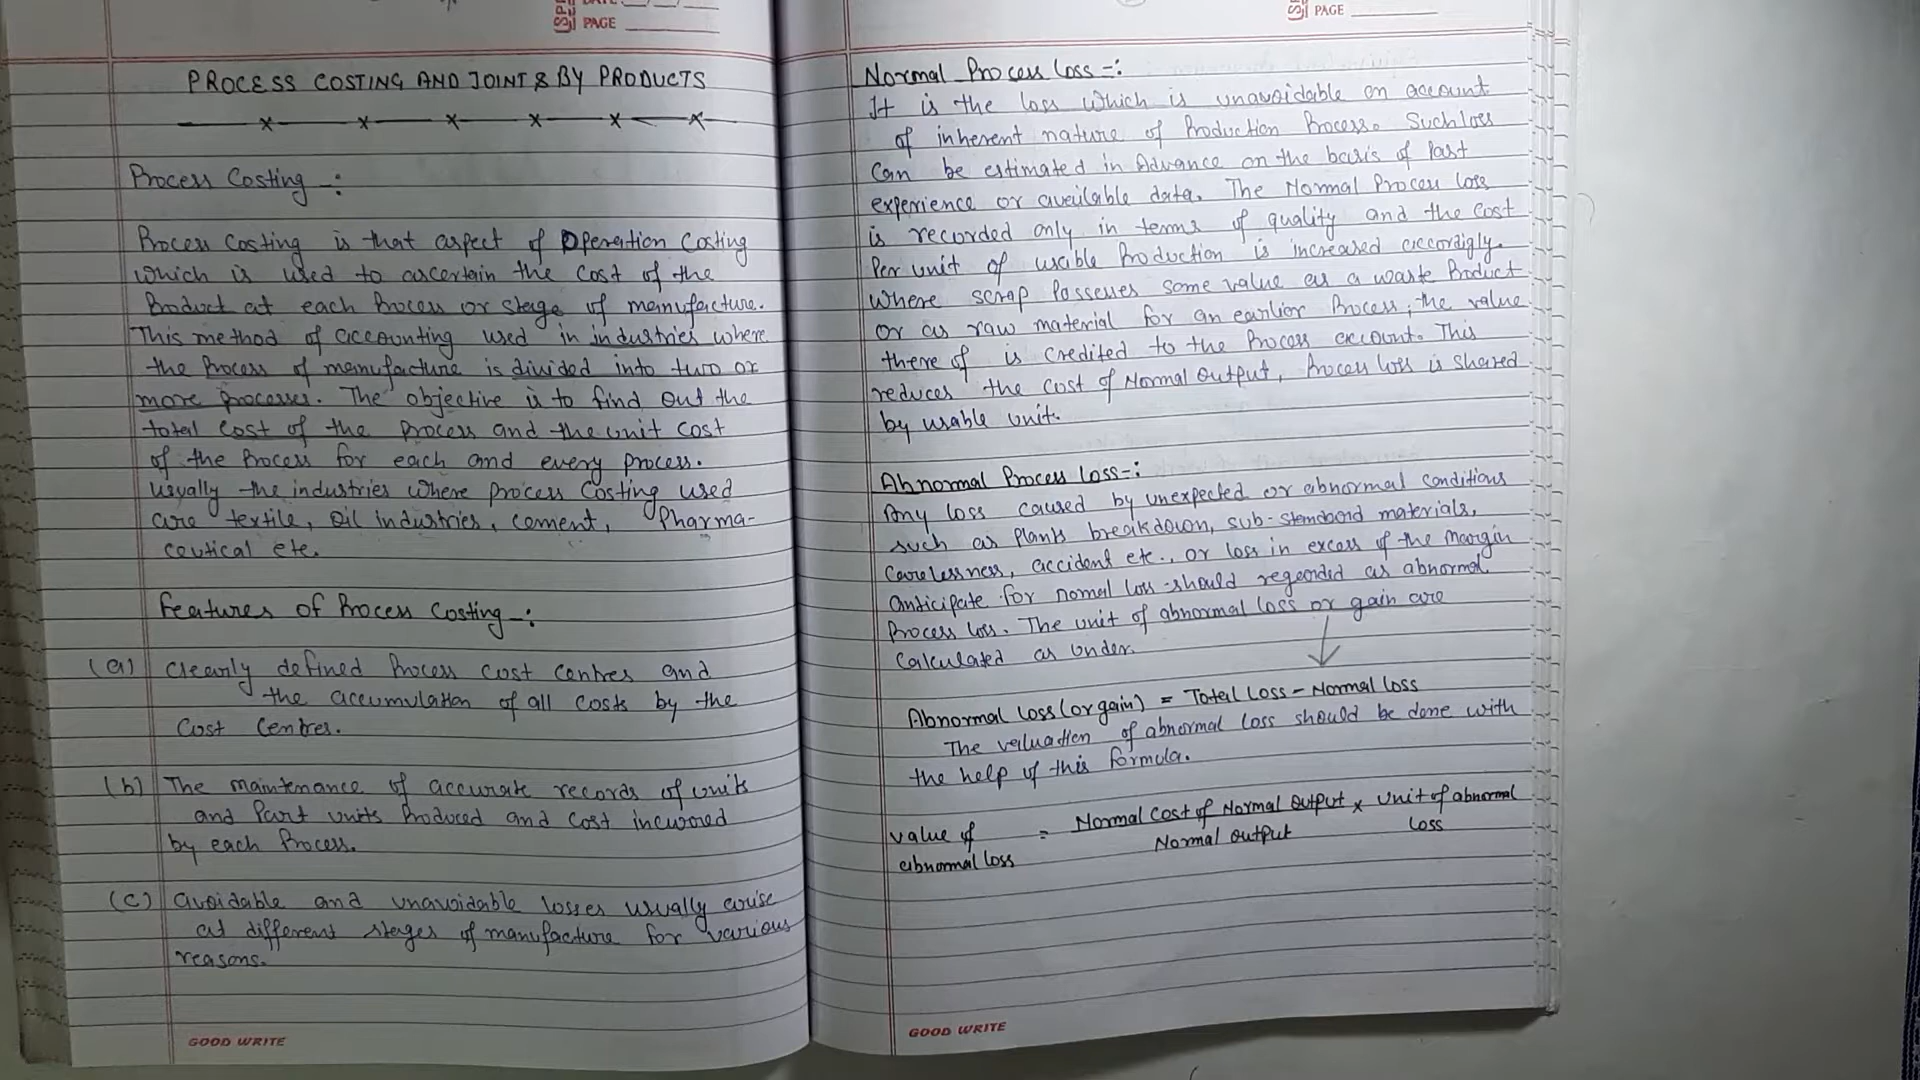 PAGE
PROCESS COSTING AND JOINT & BY PRODUCTS
Process Costing -:
Process Costing is that aspect of Operation Costing
which is used to ascertain the cost of the
Product at each Process or stage of manufacture.
This method of accounting used in industries where
the Process of manufacture is divided into two or
more processes. The objective is to find out the
total cost of the process and the unit cost
of the Process for each and every process.
Usually the industries where process Costing used
are textile, oil industries, cement, Pharma-
ceutical etc.
Features of Process Costing -:
(a) Clearly defined Process cost centres and
the accumulation of all costs by the
Cost Centres.
(b) The maintenance of accurate records of units
and Part units Produced and cost incurred
by each Process.
(c) avoidable and unavoidable losses usually arise
at different stages of manufacture for various
reasons.
GOOD WRITE
PAGE
Normal Process Loss -:
It is the loss which is unavoidable on account
of inherent nature of Production Process. Such loss
Can be estimated in Advance on the basis of Past
experience or available data. The Normal Process loss
is recorded only in terms of quality and the cost
Per unit of usable Production is increased accordigly.
Where scrap Possesses some value as a waste Product
or as raw material for an earlier Process, the value
there of is credited to the Process account. This
reduces the cost of Normal Output, Process loss is shared
by usable unit.
Abnormal Process Loss -:
Any loss caused by unexpected or abnormal conditions
such as Plants breakdown, sub-standard materials,
carelessness, accident etc., or loss in excess of the margin
anticipate for nomal loss should regarded as abnormal
Process loss. The unit of abnormal loss or gain are
Calculated as under.
Abnormal Loss (or gain) = Total Loss - Normal loss
The valuation of abnormal loss should be done with
the help of this formula.
Value of abnormal loss = Normal Cost of Normal Output / Normal Output x Unit of abnormal loss
GOOD WRITE